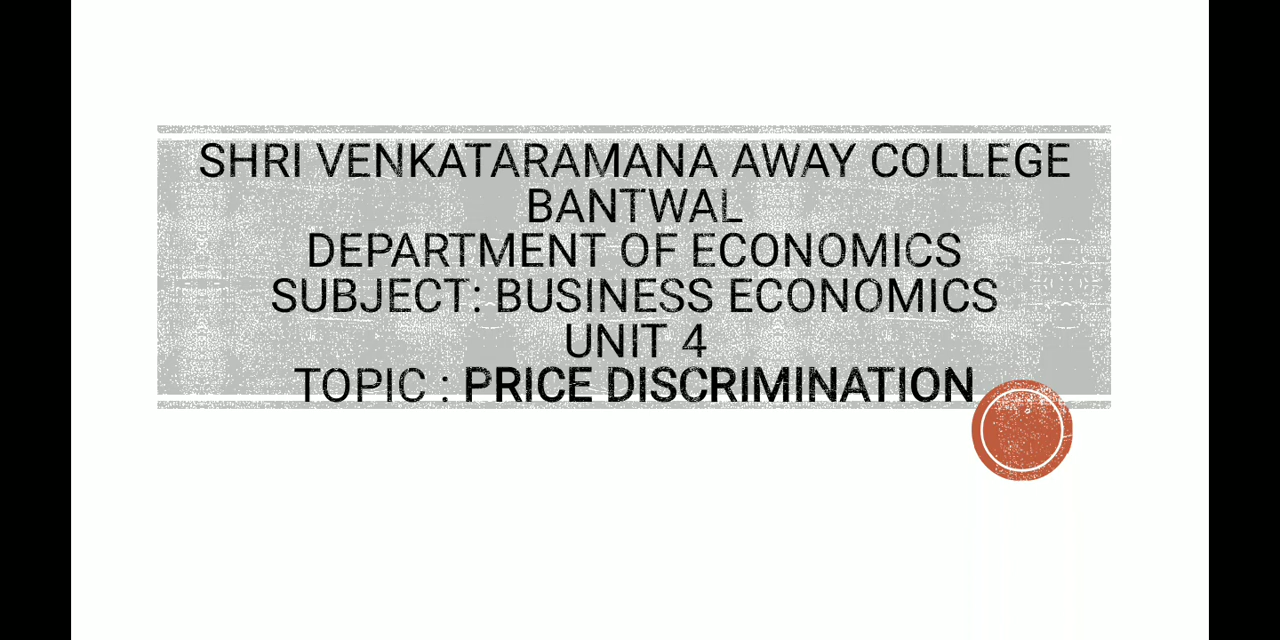 SHRI VENKATARAMANA AWAY COLLEGE
BANTWAL
DEPARTMENT OF ECONOMICS
SUBJECT: BUSINESS ECONOMICS
UNIT 4
TOPIC : PRICE DISCRIMINATION